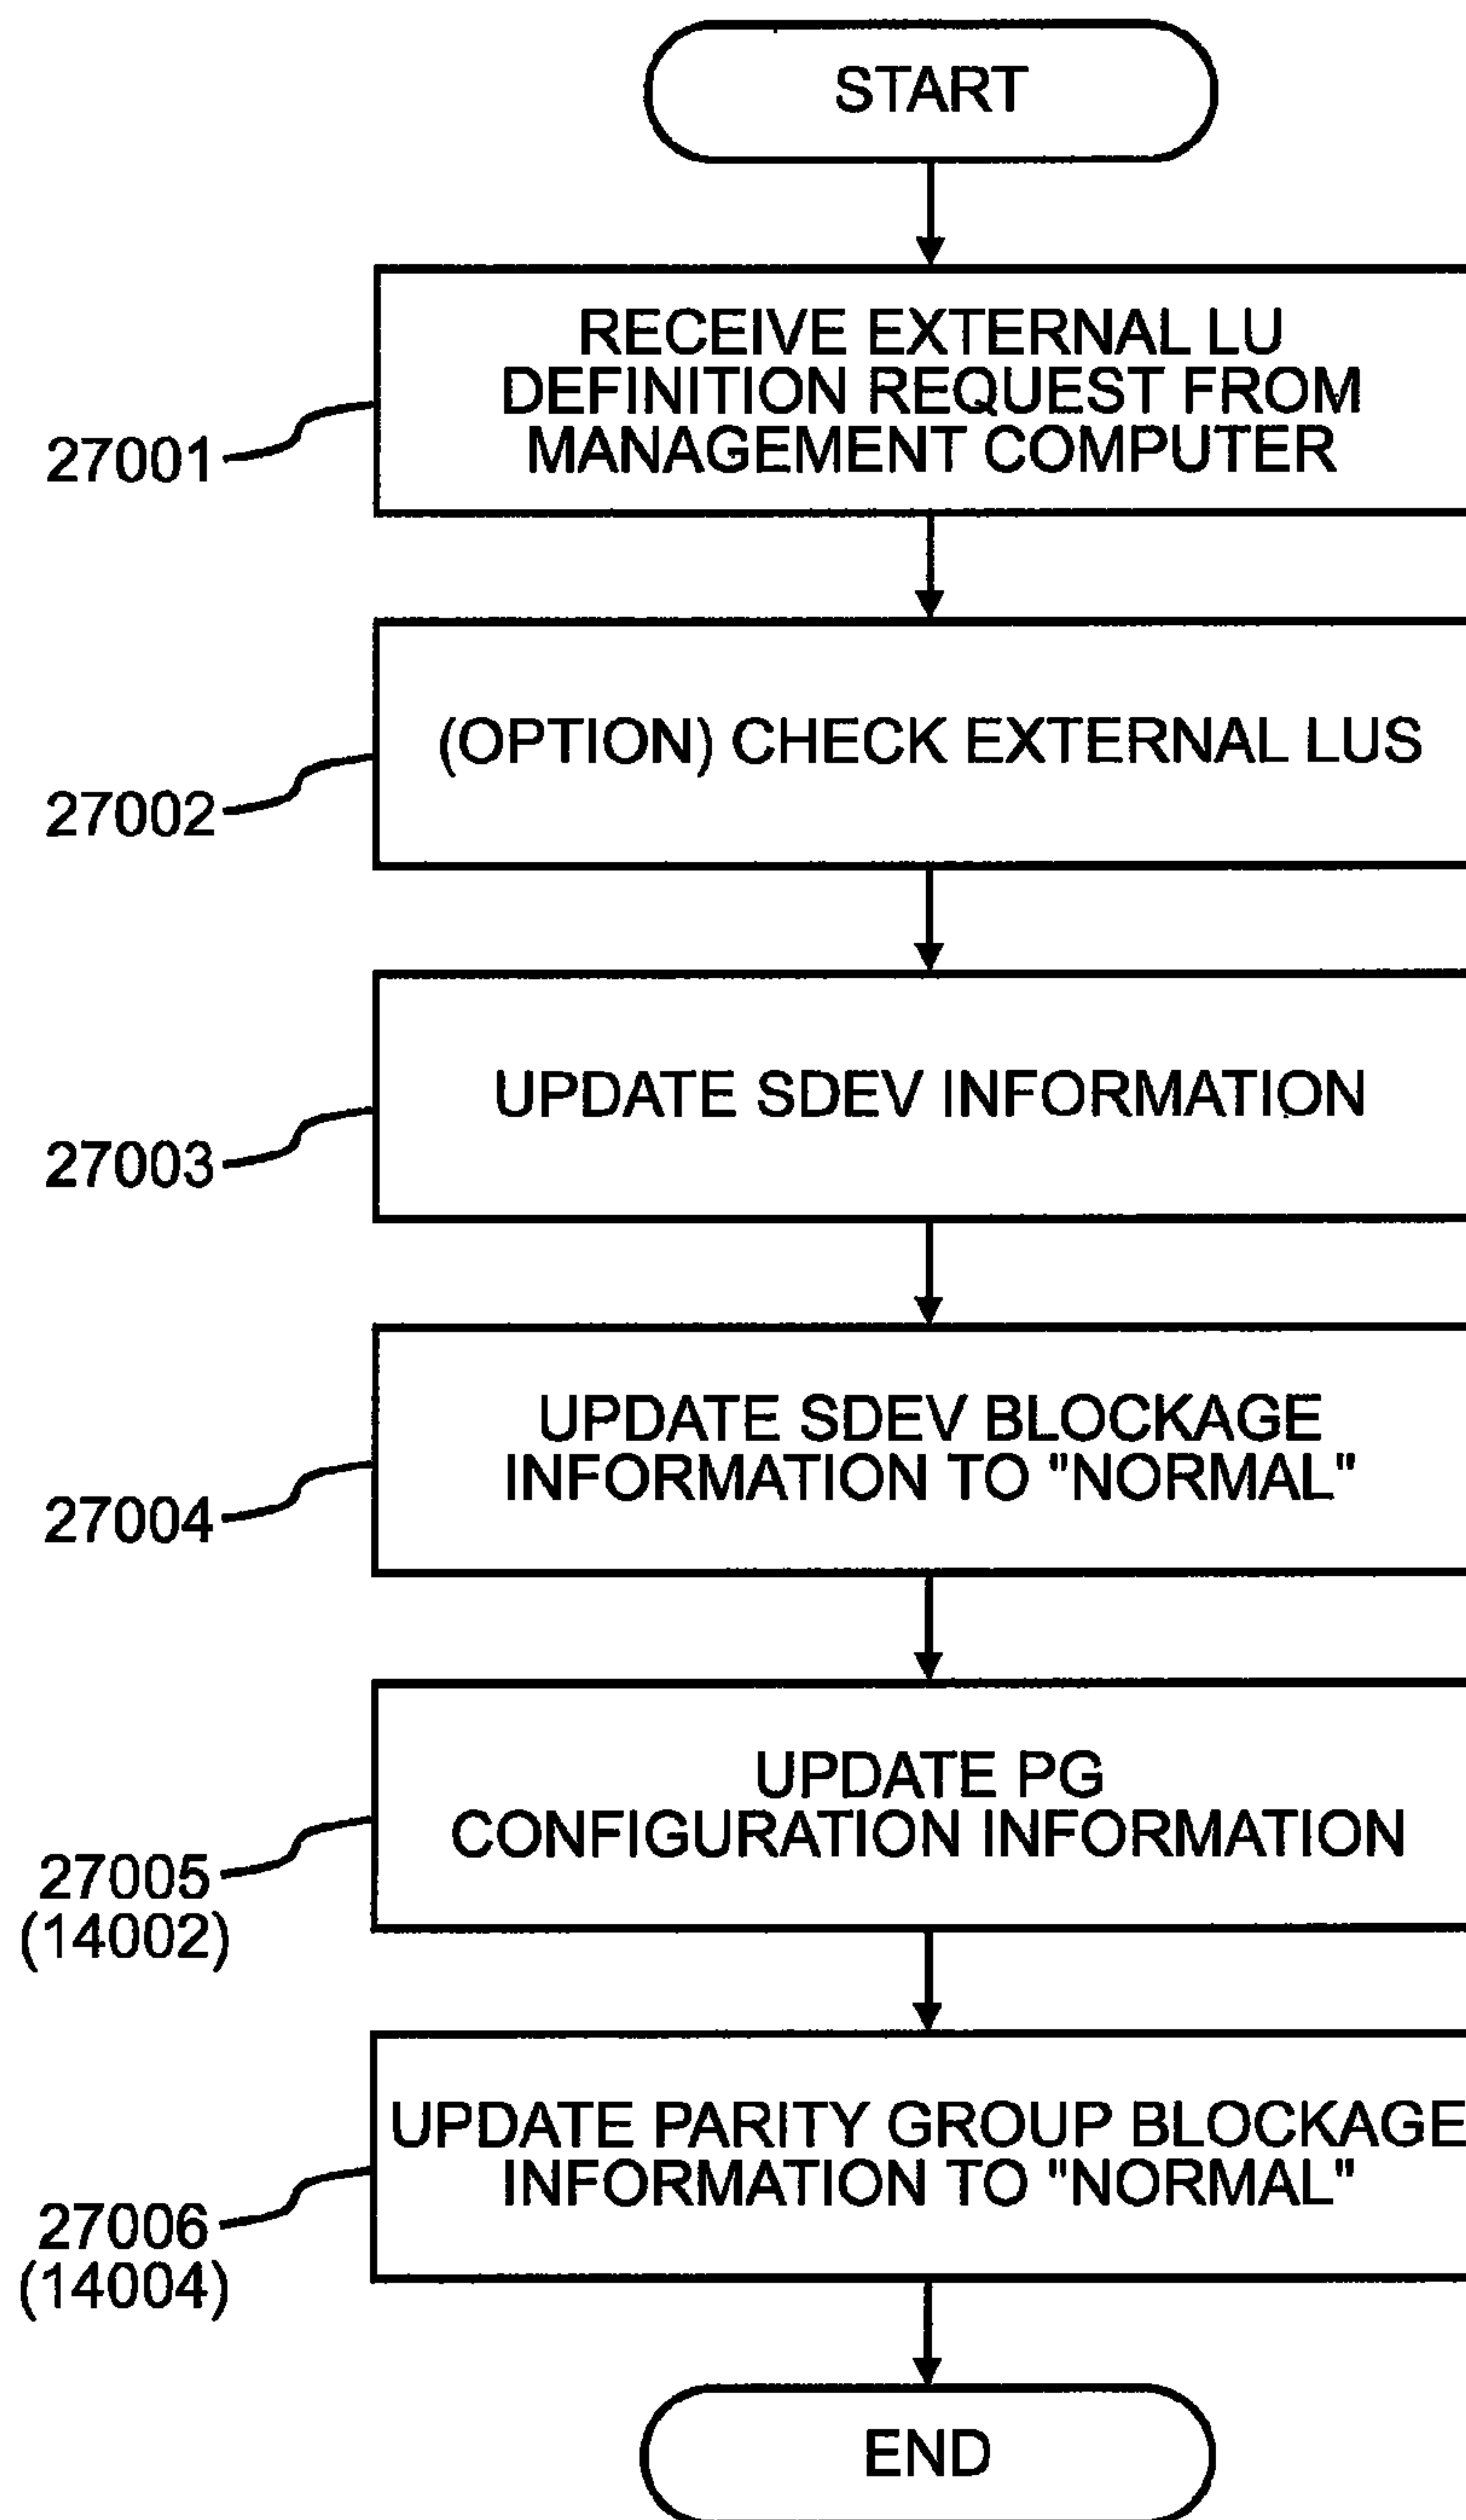 START
RECEIVE EXTERNAL LU
DEFINITION REQUEST FROM
MANAGEMENT COMPUTER
27001
(OPTION) CHECK EXTERNAL LUS
27002
UPDATE SDEV INFORMATION
27003
UPDATE SDEV BLOCKAGE
INFORMATION TO "NORMAL"
27004
UPDATE PG
CONFIGURATION INFORMATION
27005
(14002)
UPDATE PARITY GROUP BLOCKAGE
INFORMATION TO "NORMAL"
27006
(14004)
END